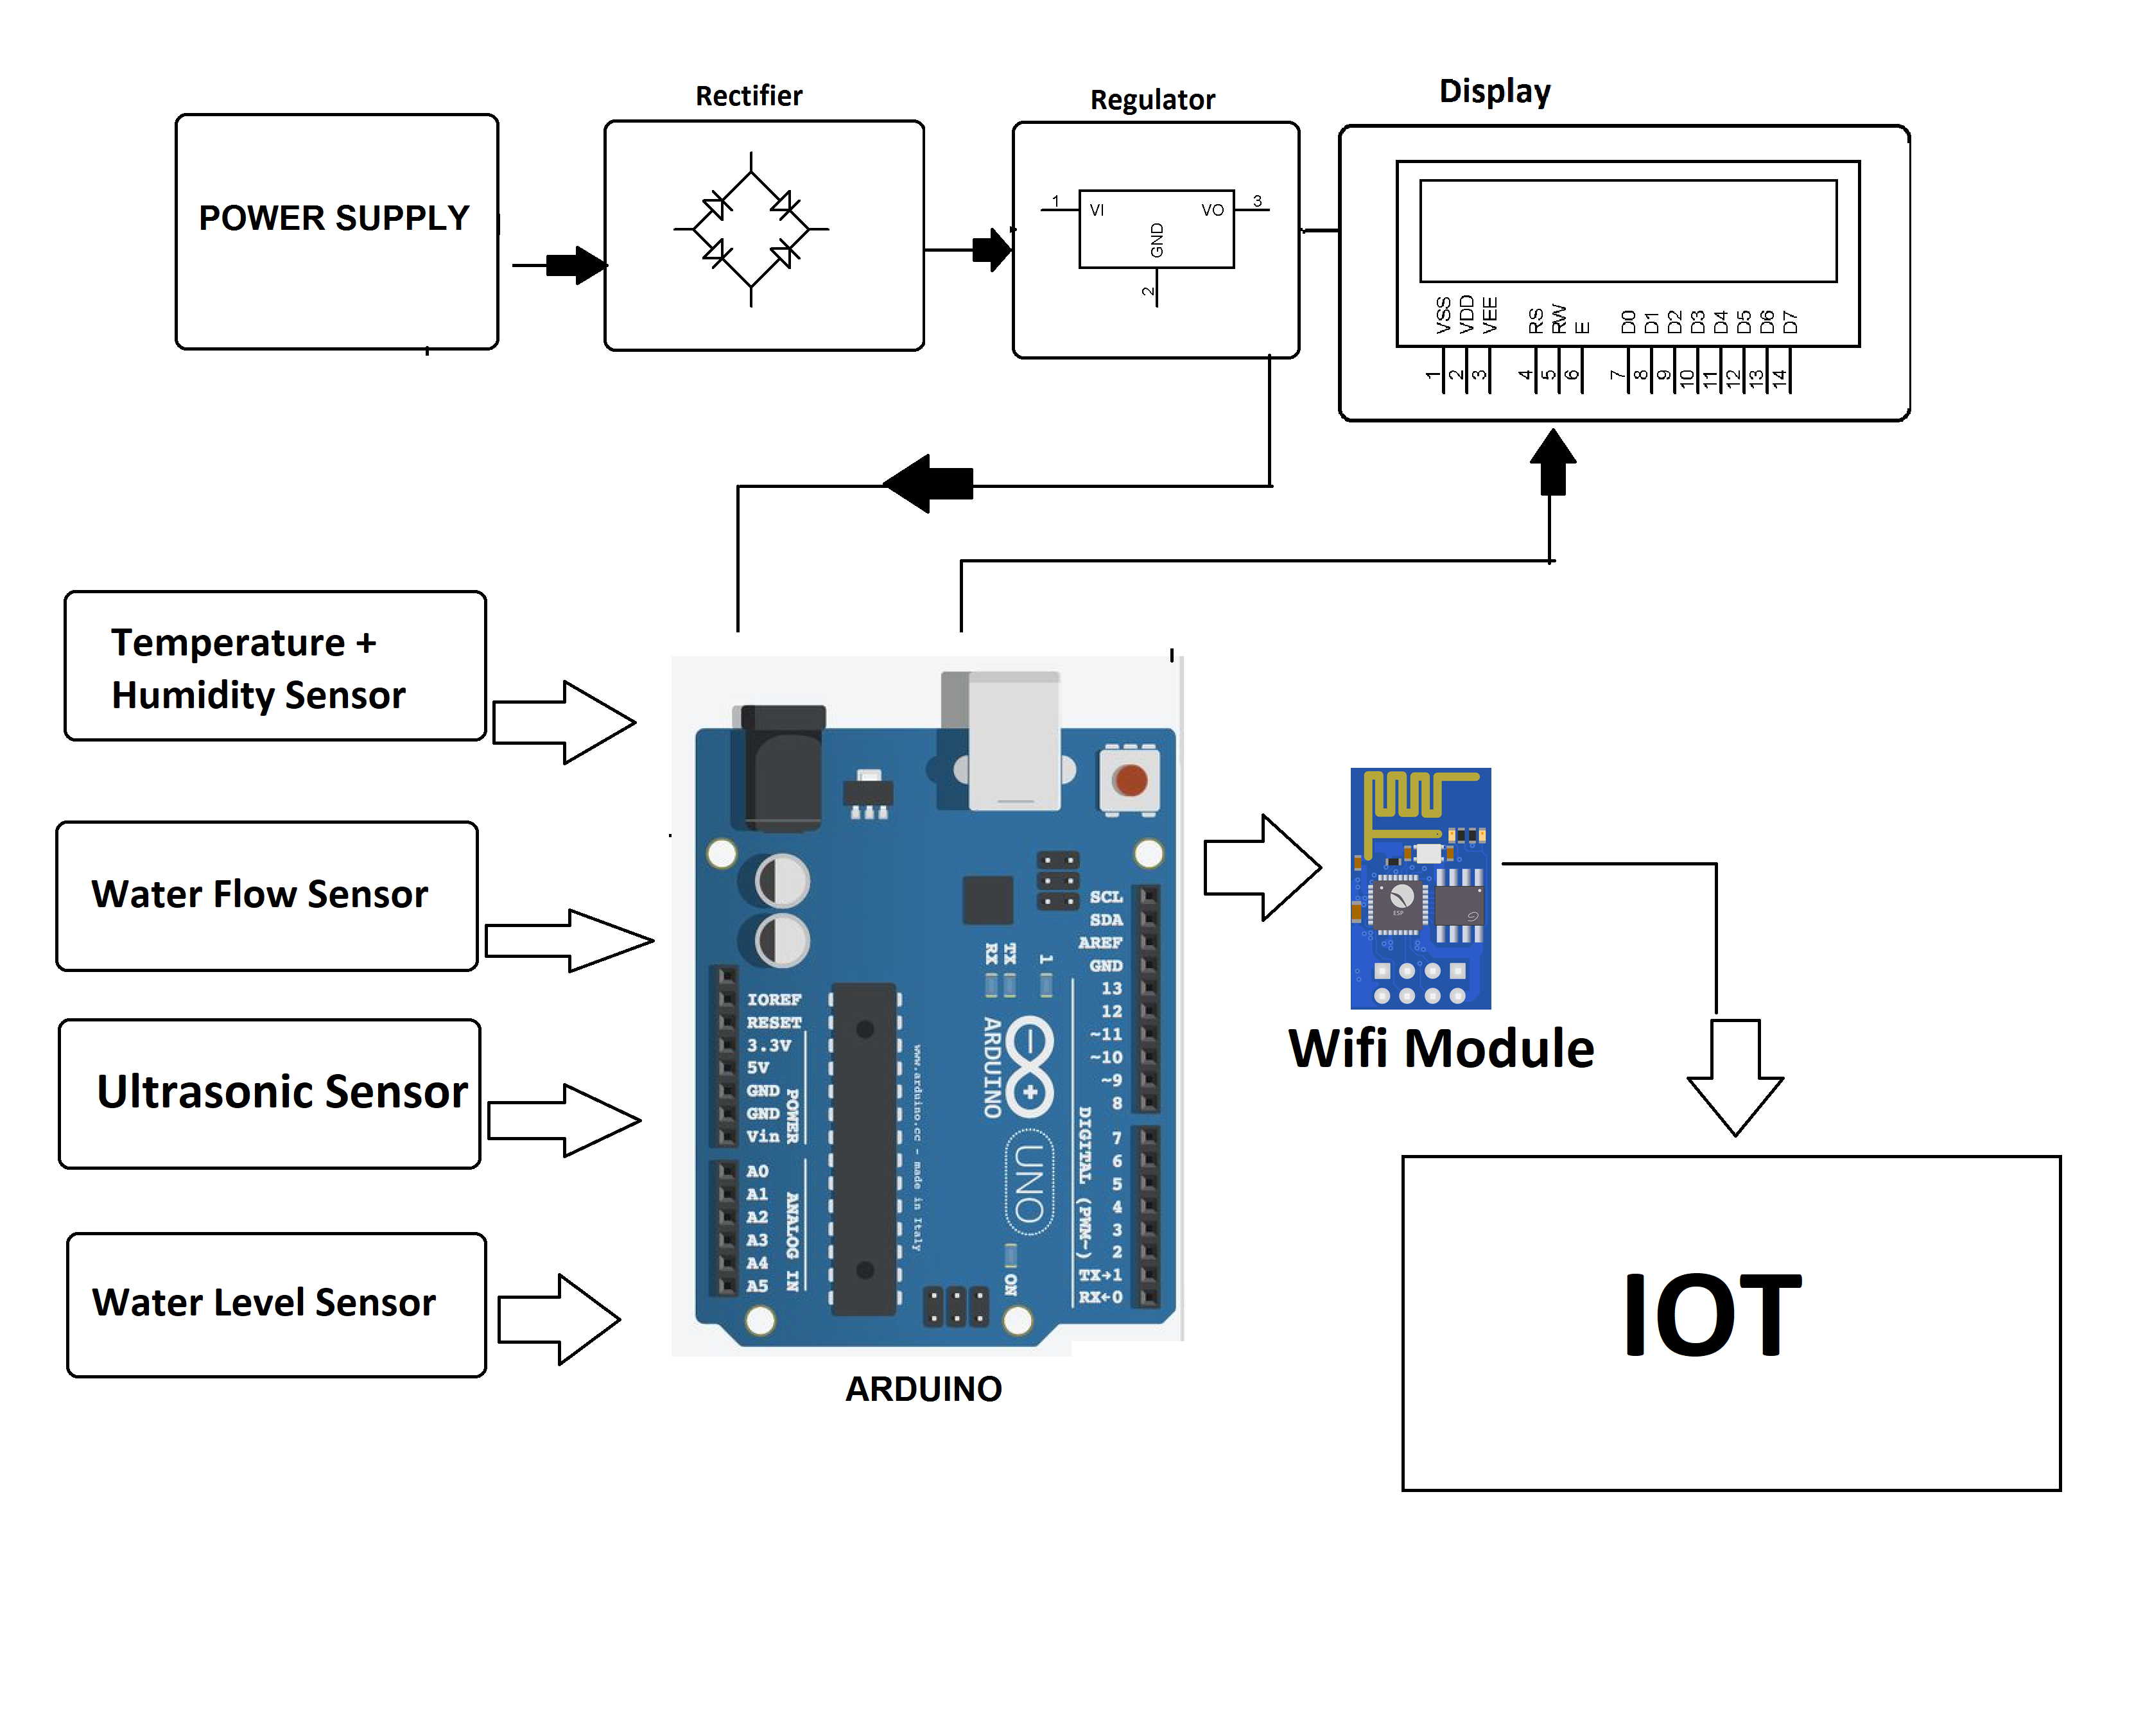 Rectifier
Regulator
Display
POWER SUPPLY
1
VI
VO
3
GND
2
VSS
VDD
VEE
RS
RW
E
D0
D1
D2
D3
D4
D5
D6
D7
1
2
3
4
5
6
7
8
9
10
11
12
13
14
Temperature +
Humidity Sensor
Water Flow Sensor
Ultrasonic Sensor
Water Level Sensor
SCL
SDA
AREF
GND
13
12
~11
~10
~9
8
7
6
5
4
3
2
TX→1
RX←0
RX
TX
1
IOREF
RESET
3.3V
5V
GND
GND
Vin
POWER
A0
A1
A2
A3
A4
A5
ANALOG IN
www.arduino.cc - made in Italy
ARDUINO
UNO
DIGITAL (PWM~)
ON
ARDUINO
ESP
Wifi Module
IOT